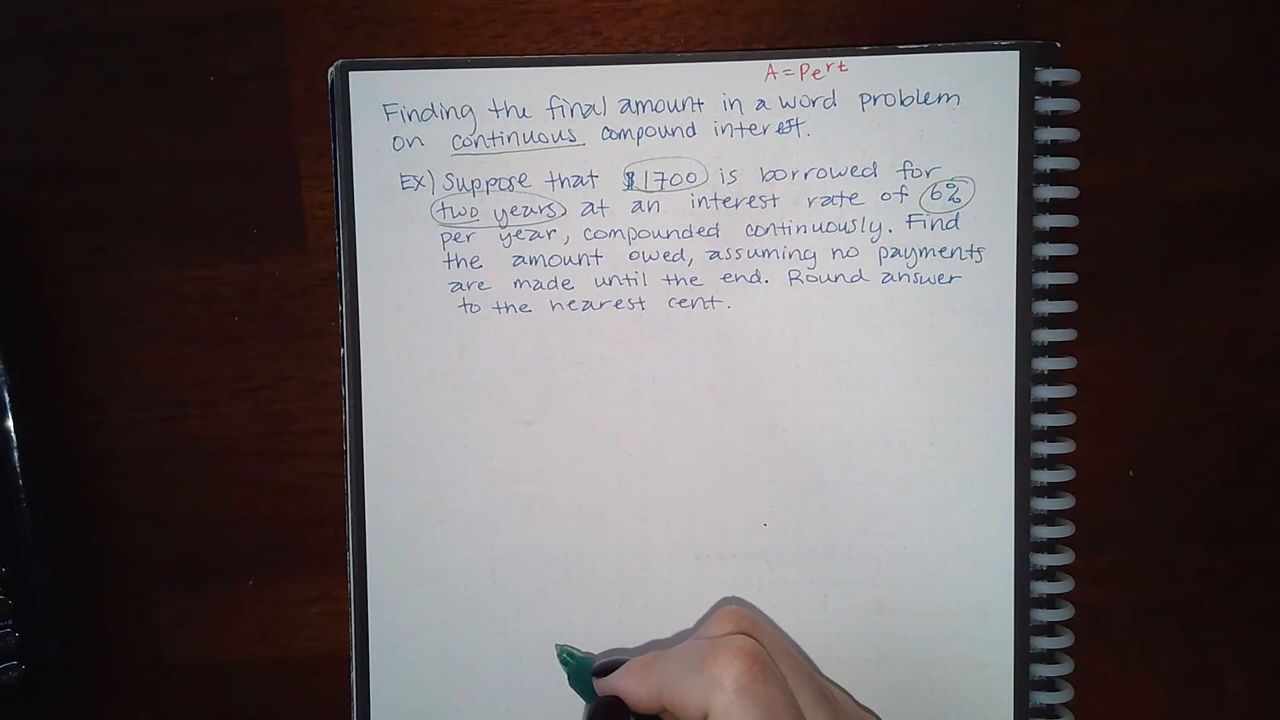 A=Pe^rt
Finding the final amount in a word problem
on continuous compound interest.
EX) Suppose that $1700 is borrowed for
two years at an interest rate of 6%
per year, compounded continuously. Find
the amount owed, assuming no payments
are made until the end. Round answer
to the nearest cent.